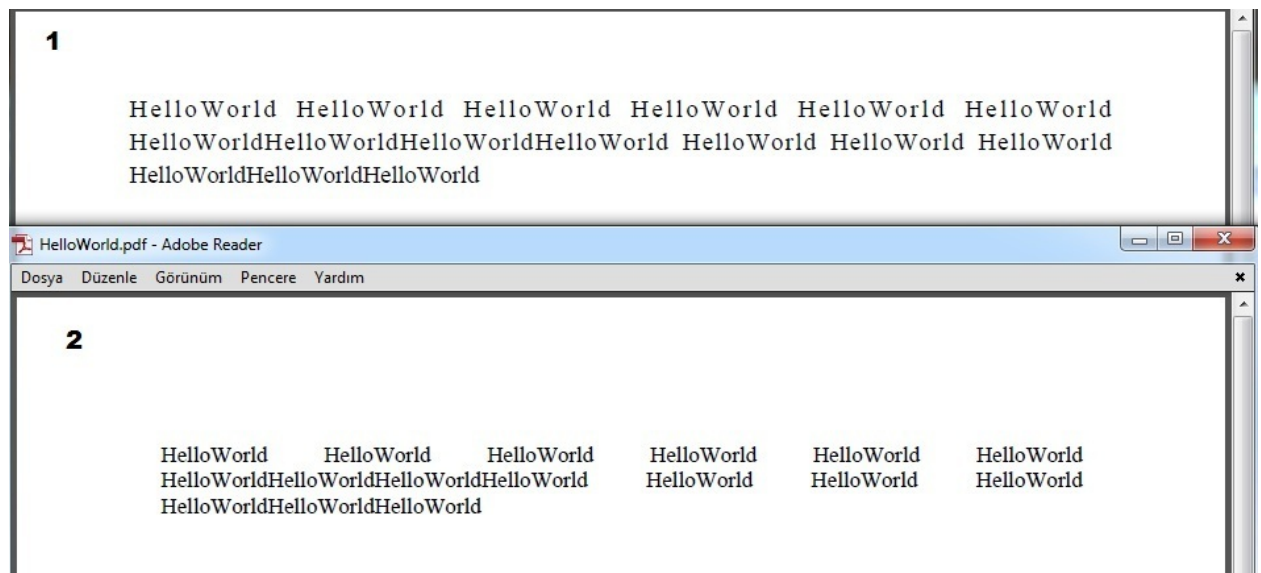 1
HelloWorld HelloWorld HelloWorld HelloWorld HelloWorld HelloWorld
HelloWorldHelloWorldHelloWorldHelloWorld HelloWorld HelloWorld HelloWorld
HelloWorldHelloWorldHelloWorld
HelloWorld.pdf - Adobe Reader
Dosya Düzenle Görünüm Pencere Yardım
2
HelloWorld HelloWorld HelloWorld HelloWorld HelloWorld HelloWorld
HelloWorldHelloWorldHelloWorldHelloWorld HelloWorld HelloWorld HelloWorld
HelloWorldHelloWorldHelloWorld